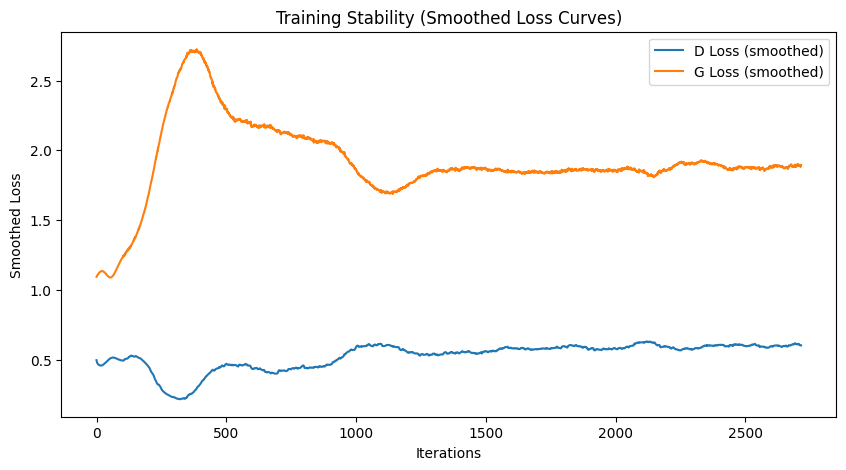 Training Stability (Smoothed Loss Curves)
D Loss (smoothed)
G Loss (smoothed)
Smoothed Loss
2.5
2.0
1.5
1.0
0.5
0
500
1000
1500
2000
2500
Iterations